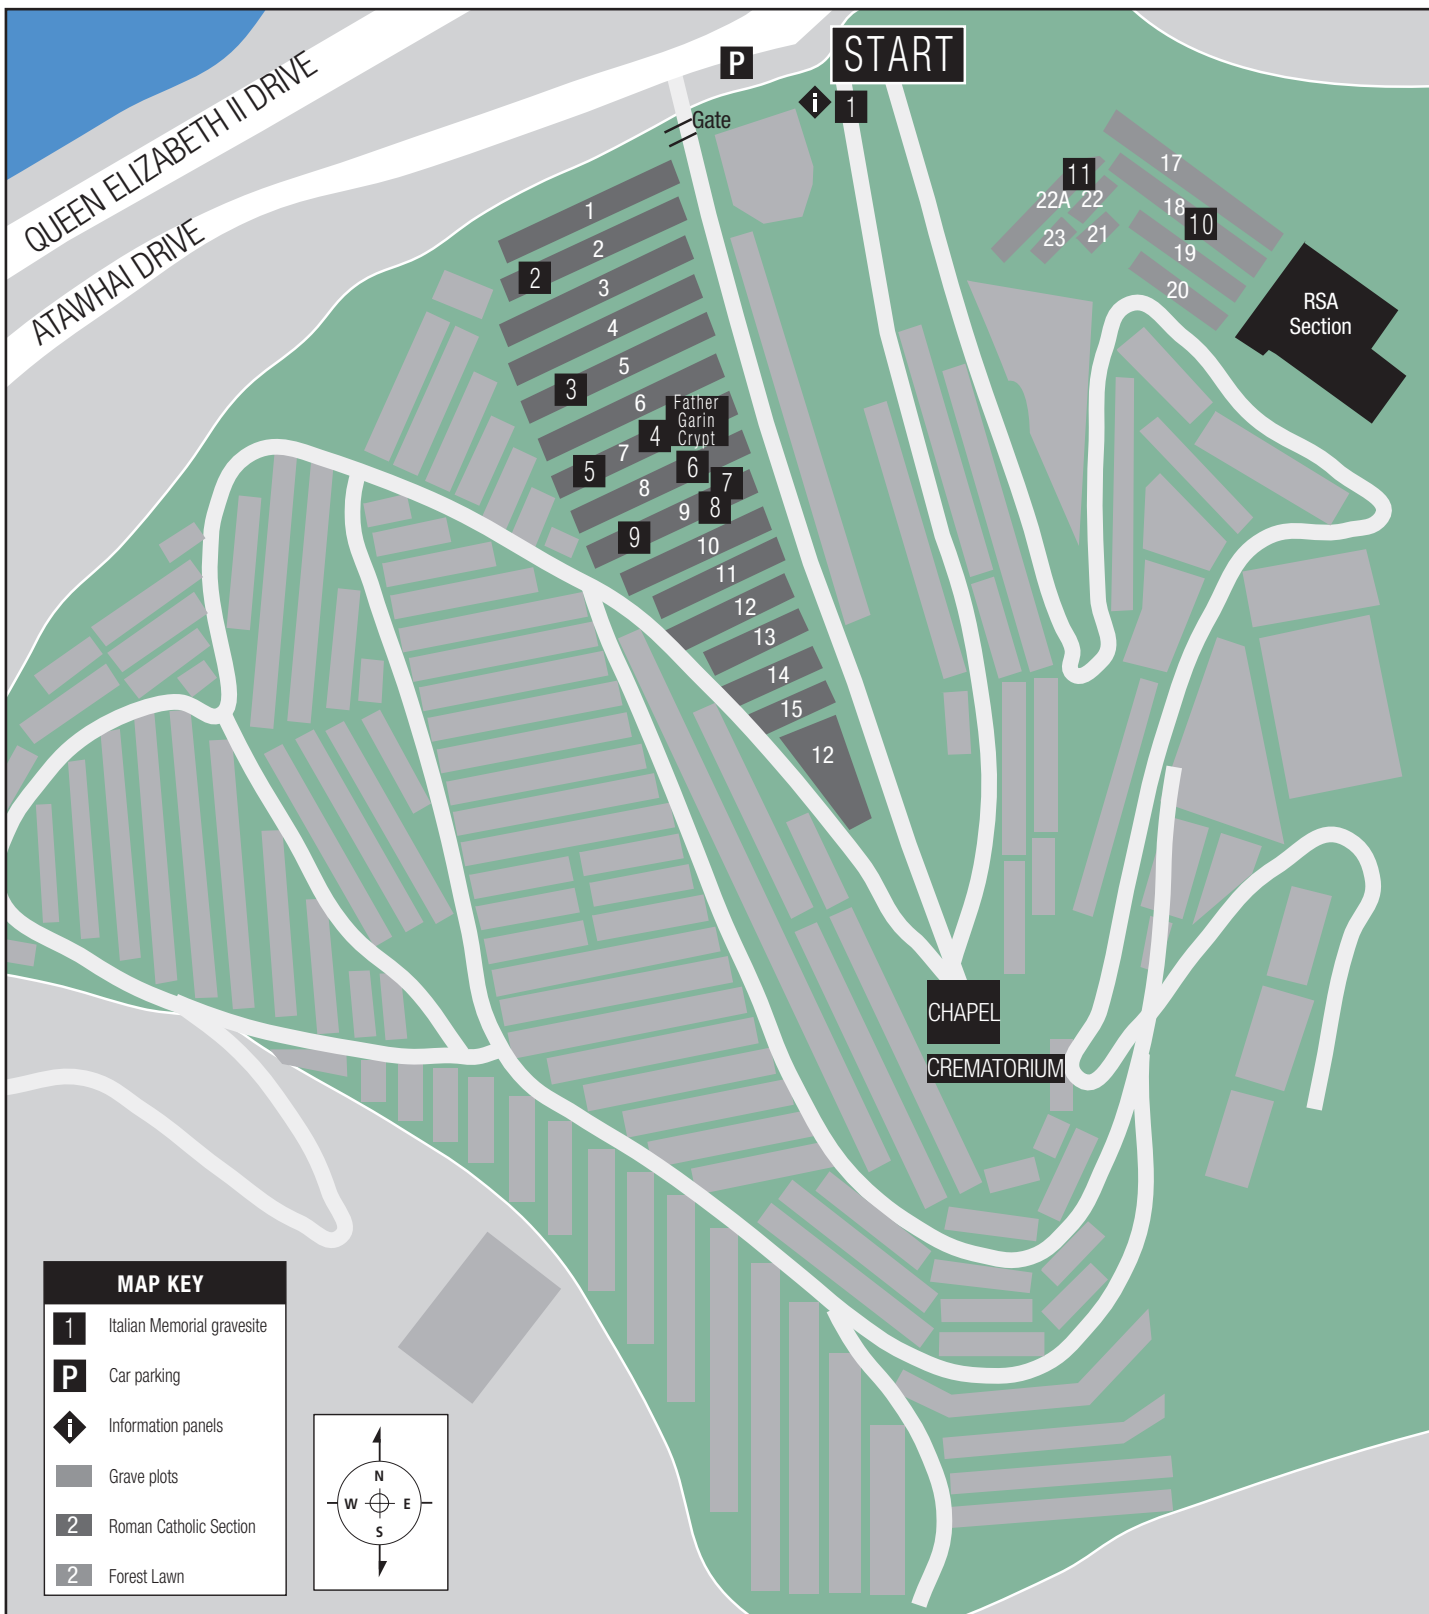 QUEEN ELIZABETH II DRIVE
ATAWHAI DRIVE
P
START
i
1
Gate
1
2
2
3
4
5
3
6
Father
Garin
Crypt
4
7
5
6
7
8
8
9
9
10
11
12
13
14
15
12
17
11
22A
22
18
10
23
21
19
20
RSA
Section
CHAPEL
CREMATORIUM
MAP KEY
1 Italian Memorial gravesite
P Car parking
i Information panels
Grave plots
2 Roman Catholic Section
2 Forest Lawn
N
W E
S